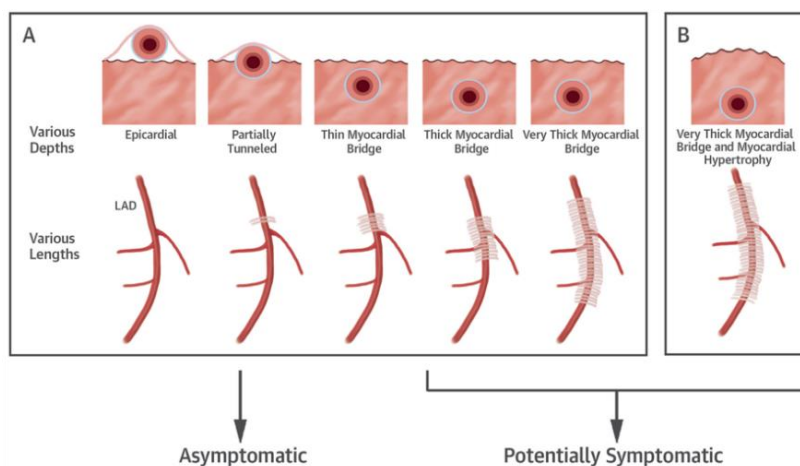 A
B
Various
Depths
Epicardial
Partially
Tunneled
Thin Myocardial
Bridge
Thick Myocardial
Bridge
Very Thick Myocardial
Bridge
Very Thick Myocardial
Bridge and Myocardial
Hypertrophy
LAD
Various
Lengths
Asymptomatic
Potentially Symptomatic